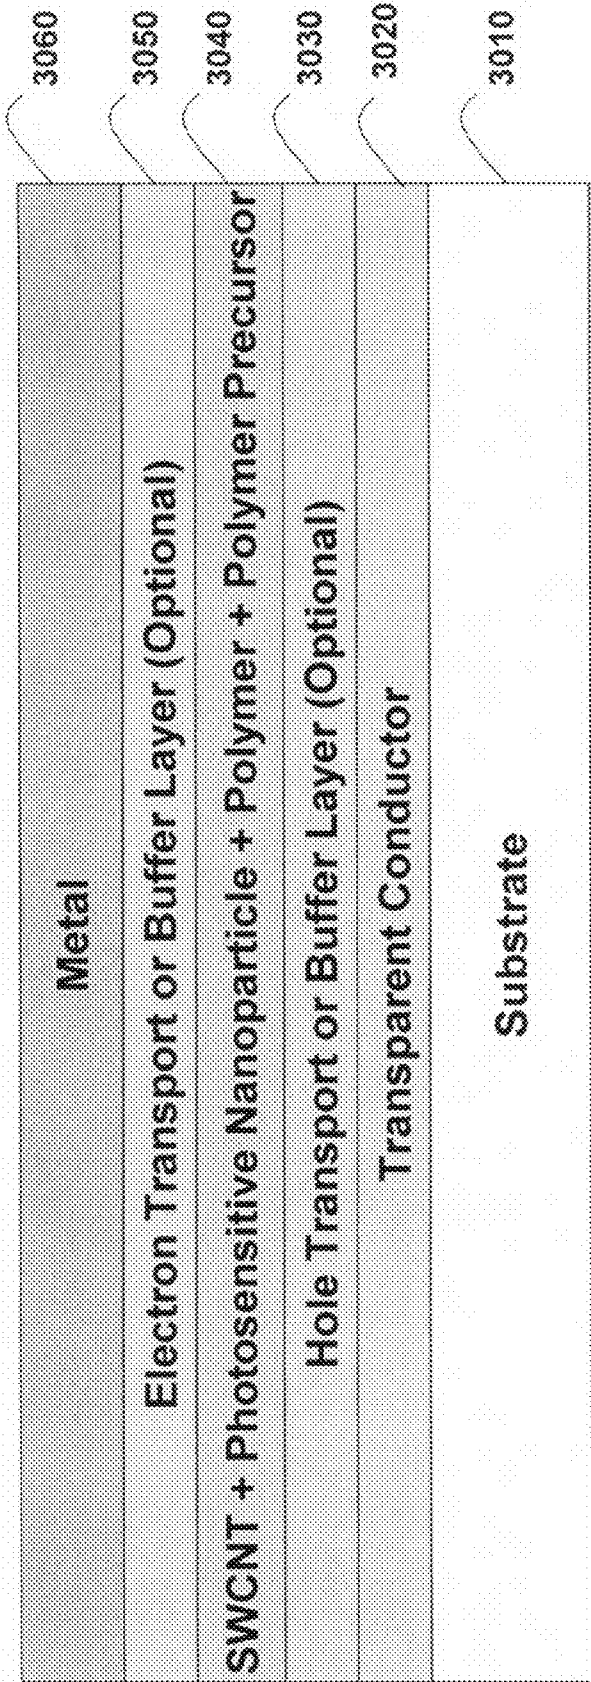 Metal
3060
Electron Transport or Buffer Layer (Optional)
3050
SWCNT + Photosensitive Nanoparticle + Polymer + Polymer Precursor
3040
Hole Transport or Buffer Layer (Optional)
3030
Transparent Conductor
3020
Substrate
3010